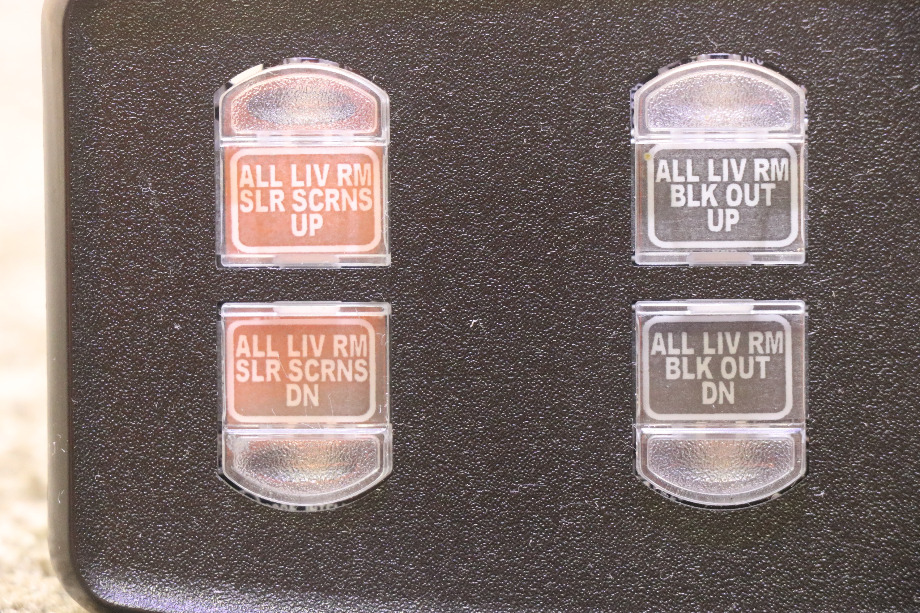 ALL LIV RM
SLR SCRNS
UP
ALL LIV RM
BLK OUT
UP
ALL LIV RM
SLR SCRNS
DN
ALL LIV RM
BLK OUT
DN